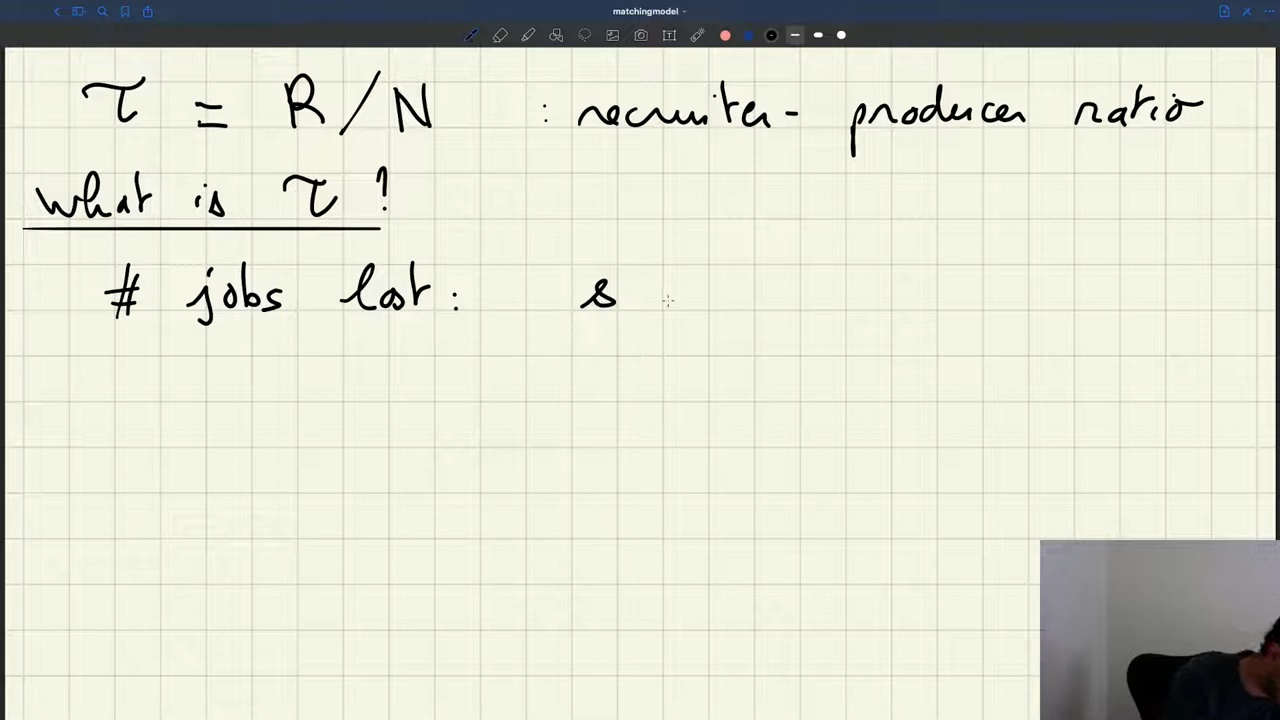 matchingmodel
τ = R/N : recruiter-producer ratio
What is τ?
# jobs lost: s